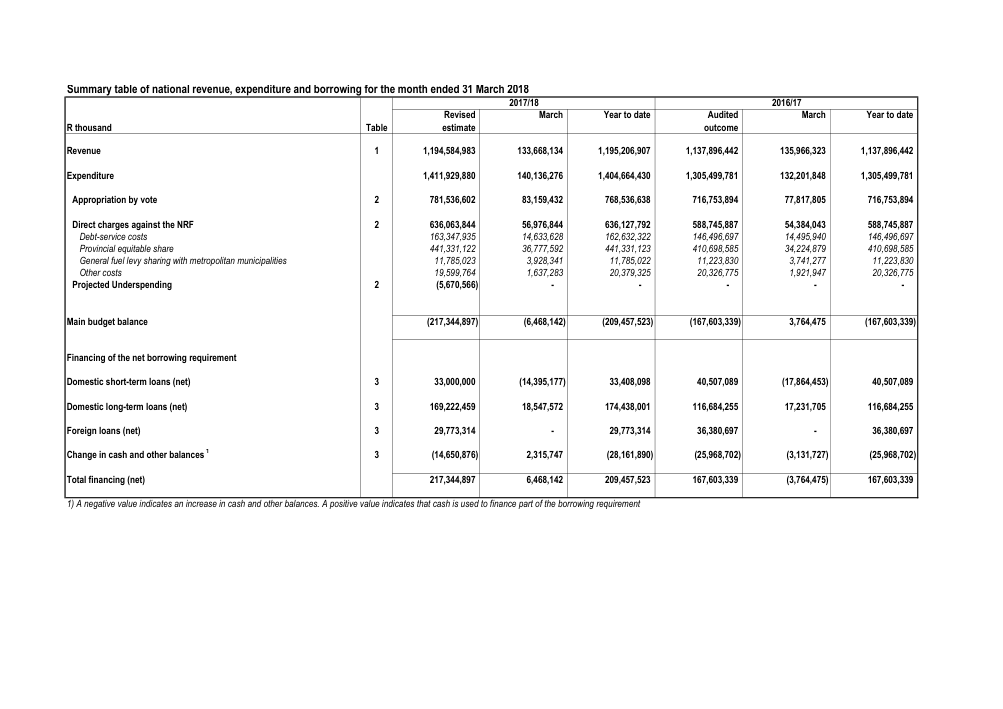 Summary table of national revenue, expenditure and borrowing for the month ended 31 March 2018
2017/18 2016/17
Revised March Year to date Audited March Year to date
R thousand Table estimate outcome
Revenue 1 1,194,584,983 133,668,134 1,195,206,907 1,137,896,442 135,966,323 1,137,896,442
Expenditure 1,411,929,880 140,136,276 1,404,664,430 1,305,499,781 132,201,848 1,305,499,781
Appropriation by vote 2 781,536,602 83,159,432 768,536,638 716,753,894 77,817,805 716,753,894
Direct charges against the NRF 2 636,063,844 56,976,844 636,127,792 588,745,887 54,384,043 588,745,887
Debt-service costs 163,347,935 14,633,628 162,632,322 146,496,697 14,495,940 146,496,697
Provincial equitable share 441,331,122 36,777,592 441,331,123 410,698,585 34,224,879 410,698,585
General fuel levy sharing with metropolitan municipalities 11,785,023 3,928,341 11,785,022 11,223,830 3,741,277 11,223,830
Other costs 19,599,764 1,637,283 20,379,325 20,326,775 1,921,947 20,326,775
Projected Underspending 2 (5,670,566) - - - - -
Main budget balance (217,344,897) (6,468,142) (209,457,523) (167,603,339) 3,764,475 (167,603,339)
Financing of the net borrowing requirement
Domestic short-term loans (net) 3 33,000,000 (14,395,177) 33,408,098 40,507,089 (17,864,453) 40,507,089
Domestic long-term loans (net) 3 169,222,459 18,547,572 174,438,001 116,684,255 17,231,705 116,684,255
Foreign loans (net) 3 29,773,314 - 29,773,314 36,380,697 - 36,380,697
Change in cash and other balances 1 3 (14,650,876) 2,315,747 (28,161,890) (25,968,702) (3,131,727) (25,968,702)
Total financing (net) 217,344,897 6,468,142 209,457,523 167,603,339 (3,764,475) 167,603,339
1) A negative value indicates an increase in cash and other balances. A positive value indicates that cash is used to finance part of the borrowing requirement